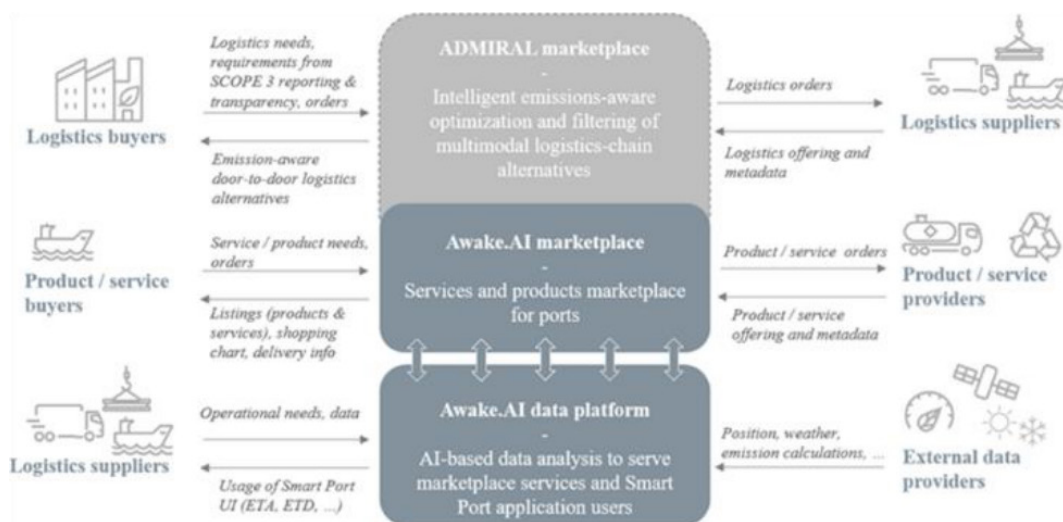 Logistics needs,
requirements from
SCOPE 3 reporting &
transparency, orders
Logistics buyers
Emission-aware
door-to-door logistics
alternatives
ADMIRAL marketplace
-
Intelligent emissions-aware
optimization and filtering of
multimodal logistics-chain
alternatives
Logistics orders
Logistics suppliers
Logistics offering and
metadata
Service / product needs,
orders
Product / service
buyers
Listings (products &
services), shopping
chart, delivery info
Awake.AI marketplace
-
Services and products marketplace
for ports
Product / service orders
Product / service
providers
Product / service
offering and metadata
Operational needs, data
Logistics suppliers
Usage of Smart Port
UI (ETA, ETD, ...)
Awake.AI data platform
-
AI-based data analysis to serve
marketplace services and Smart
Port application users
Position, weather,
emission calculations, ...
External data
providers